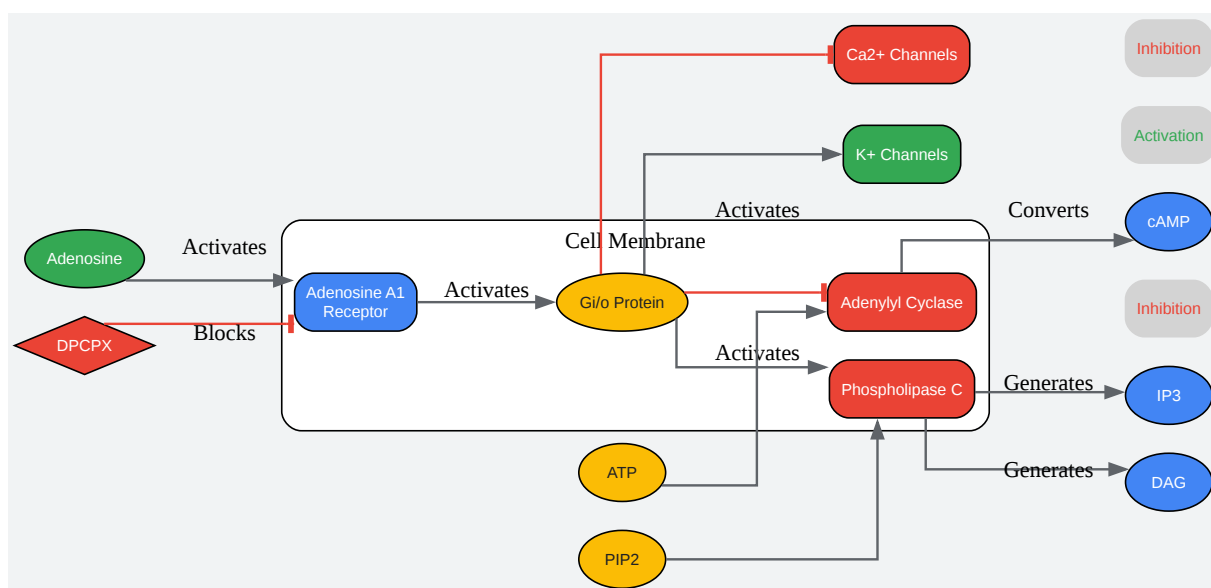 Ca2+ Channels
Inhibition
Activation
K+ Channels
Activates
Converts
cAMP
Cell Membrane
Adenosine
Activates
Adenosine A1
Receptor
Activates
Gi/o Protein
Adenylyl Cyclase
Inhibition
DPCPX
Blocks
Activates
Phospholipase C
Generates
IP3
ATP
Generates
DAG
PIP2